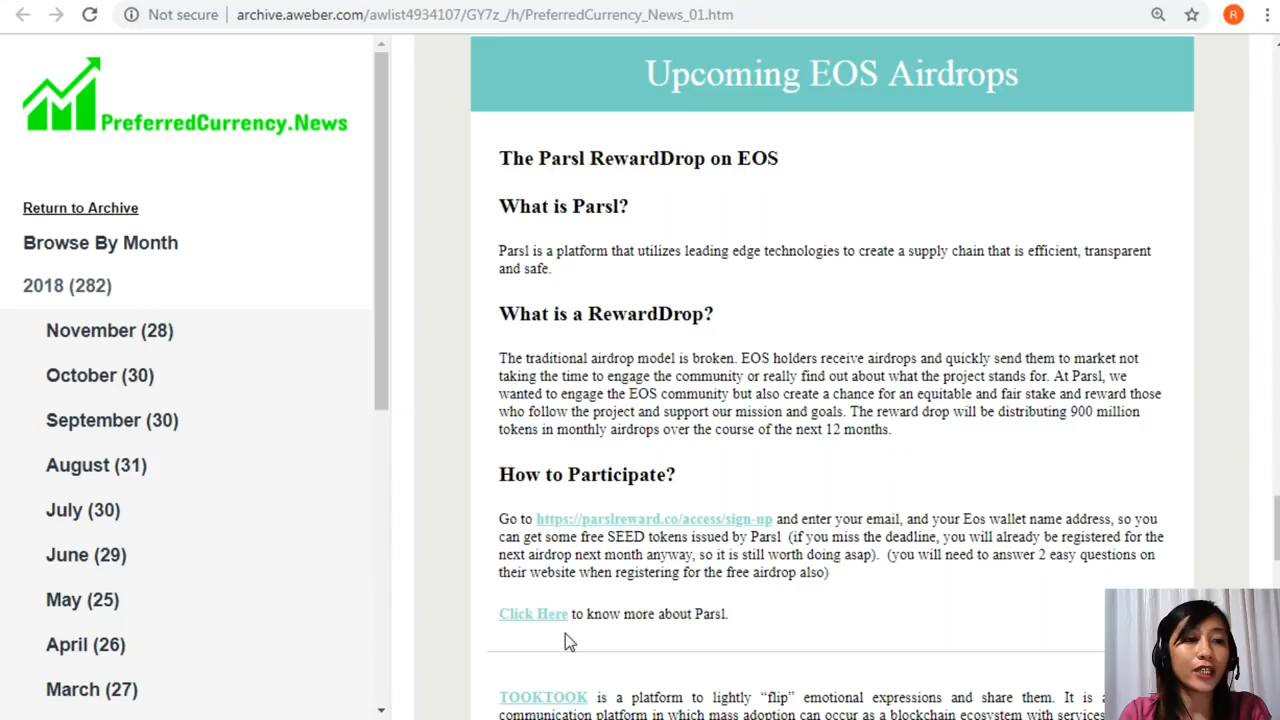 Not secure
archive.aweber.com/awlist4934107/GY7z_/h/PreferredCurrency_News_01.htm
R
PreferredCurrency.News
Return to Archive
Browse By Month
2018 (282)
November (28)
October (30)
September (30)
August (31)
July (30)
June (29)
May (25)
April (26)
March (27)
Upcoming EOS Airdrops
The Parsl RewardDrop on EOS
What is Parsl?
Parsl is a platform that utilizes leading edge technologies to create a supply chain that is efficient, transparent
and safe.
What is a RewardDrop?
The traditional airdrop model is broken. EOS holders receive airdrops and quickly send them to market not
taking the time to engage the community or really find out about what the project stands for. At Parsl, we
wanted to engage the EOS community but also create a chance for an equitable and fair stake and reward those
who follow the project and support our mission and goals. The reward drop will be distributing 900 million
tokens in monthly airdrops over the course of the next 12 months.
How to Participate?
Go to https://parslreward.co/access/sign-up and enter your email, and your Eos wallet name address, so you
can get some free SEED tokens issued by Parsl (if you miss the deadline, you will already be registered for the
next airdrop next month anyway, so it is still worth doing asap). (you will need to answer 2 easy questions on
their website when registering for the free airdrop also)
Click Here to know more about Parsl.
TOOKTOOK is a platform to lightly “flip” emotional expressions and share them. It is a
communication platform in which mass adoption can occur as a blockchain ecosystem with service